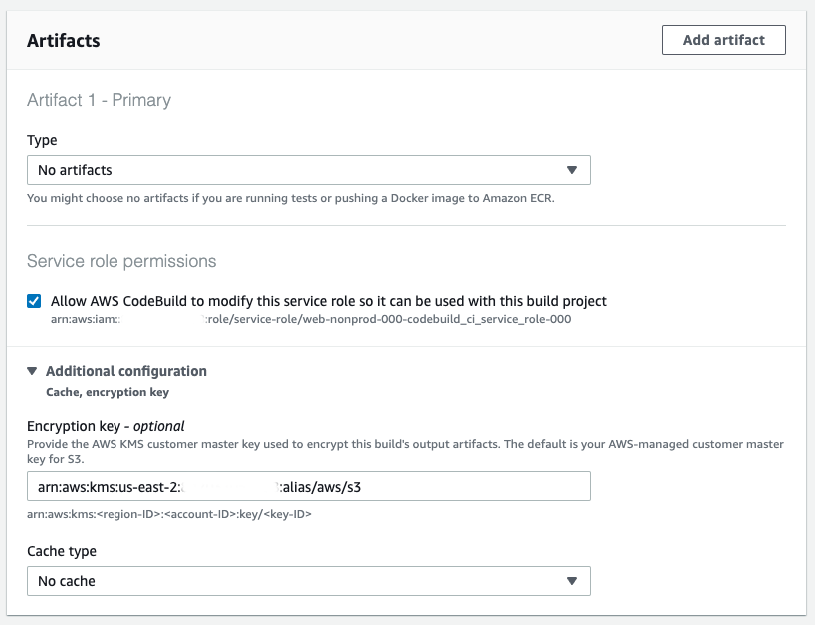 Artifacts
Add artifact
Artifact 1 - Primary
Type
No artifacts
You might choose no artifacts if you are running tests or pushing a Docker image to Amazon ECR.
Service role permissions
Allow AWS CodeBuild to modify this service role so it can be used with this build project
arn:aws:iam:: :role/service-role/web-nonprod-000-codebuild_ci_service_role-000
Additional configuration
Cache, encryption key
Encryption key - optional
Provide the AWS KMS customer master key used to encrypt this build's output artifacts. The default is your AWS-managed customer master
key for S3.
arn:aws:kms:us-east-2: :alias/aws/s3
arn:aws:kms:<region-ID>:<account-ID>:key/<key-ID>
Cache type
No cache